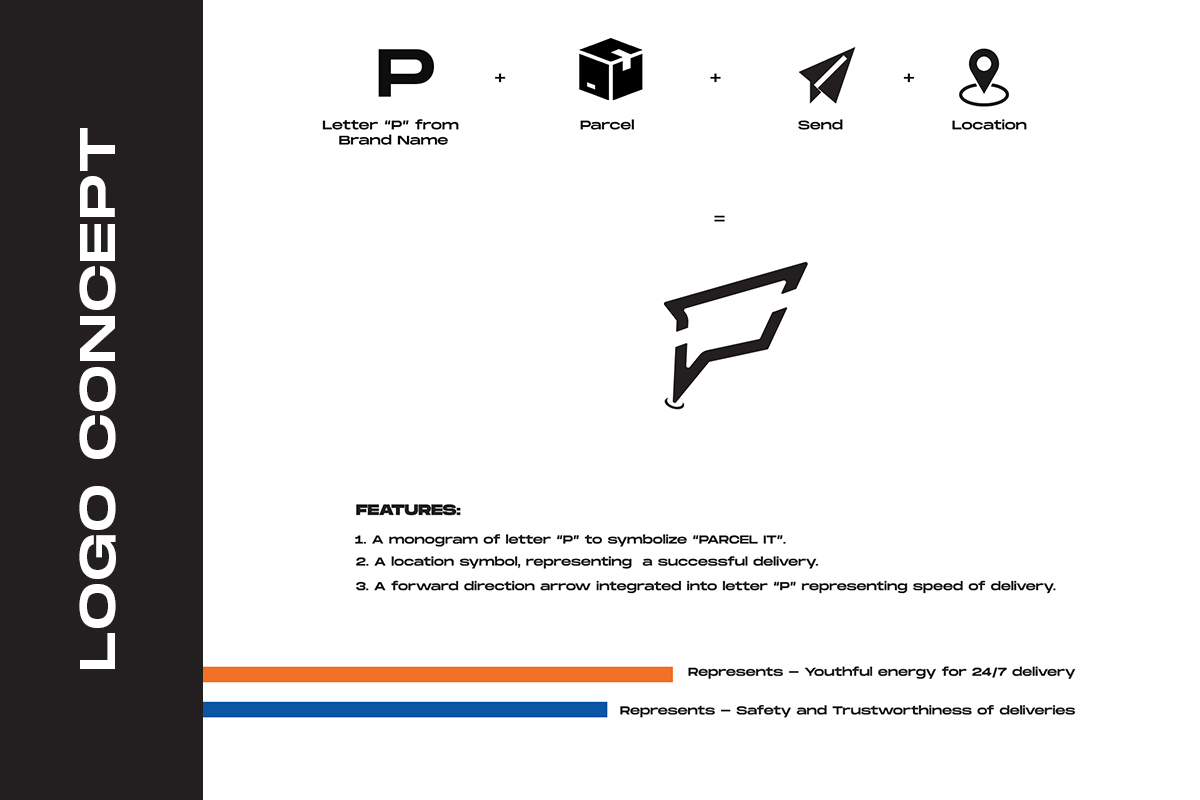 LOGO CONCEPT
P
+
+
+
Letter “P” from
Brand Name
Parcel
Send
Location
=
FEATURES:
1. A monogram of letter “P” to symbolize “PARCEL IT”.
2. A location symbol, representing  a successful delivery.
3. A forward direction arrow integrated into letter “P” representing speed of delivery.
Represents – Youthful energy for 24/7 delivery
Represents – Safety and Trustworthiness of deliveries